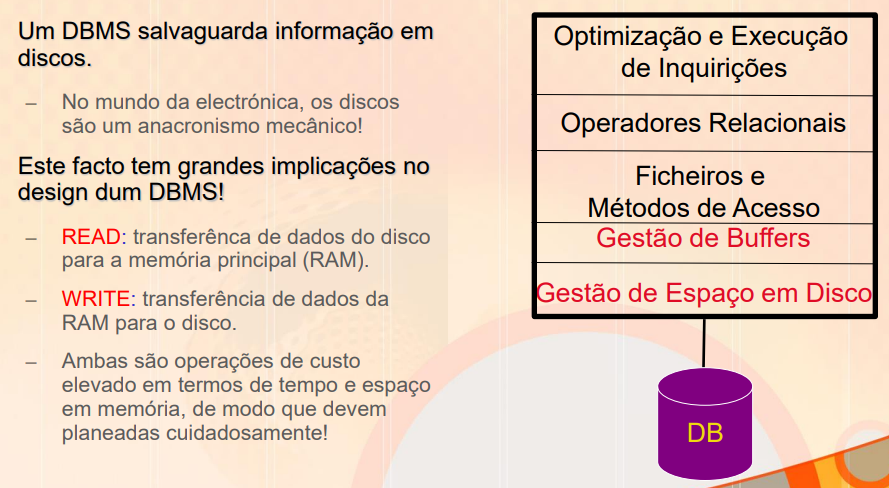 Um DBMS salvaguarda informação em
discos.
– No mundo da electrónica, os discos
são um anacronismo mecânico!
Este facto tem grandes implicações no
design dum DBMS!
– READ: transferênca de dados do disco
para a memória principal (RAM).
– WRITE: transferência de dados da
RAM para o disco.
– Ambas são operações de custo
elevado em termos de tempo e espaço
em memória, de modo que devem
planeadas cuidadosamente!
Optimização e Execução
de Inquirições
Operadores Relacionais
Ficheiros e
Métodos de Acesso
Gestão de Buffers
Gestão de Espaço em Disco
DB